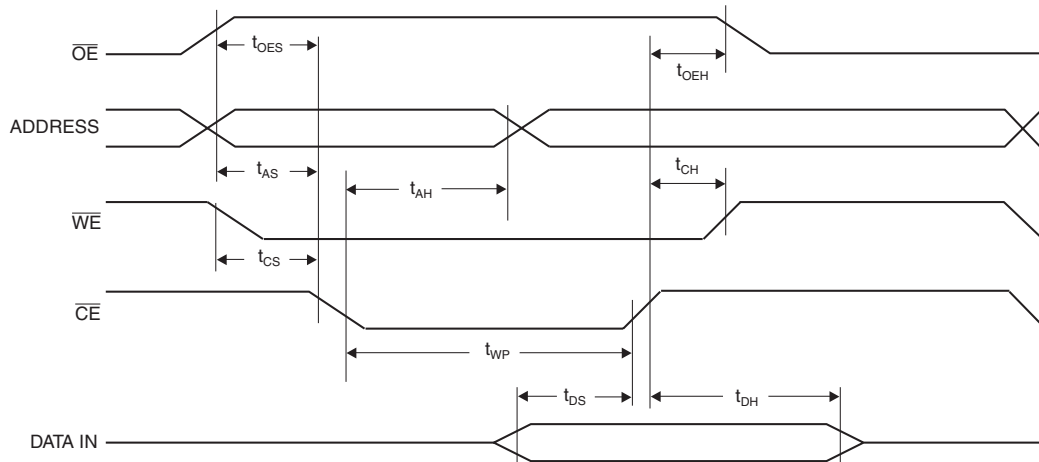 OE
tOES
tOEH
ADDRESS
tAS
tAH
tCH
WE
tCS
CE
tWP
tDS
tDH
DATA IN